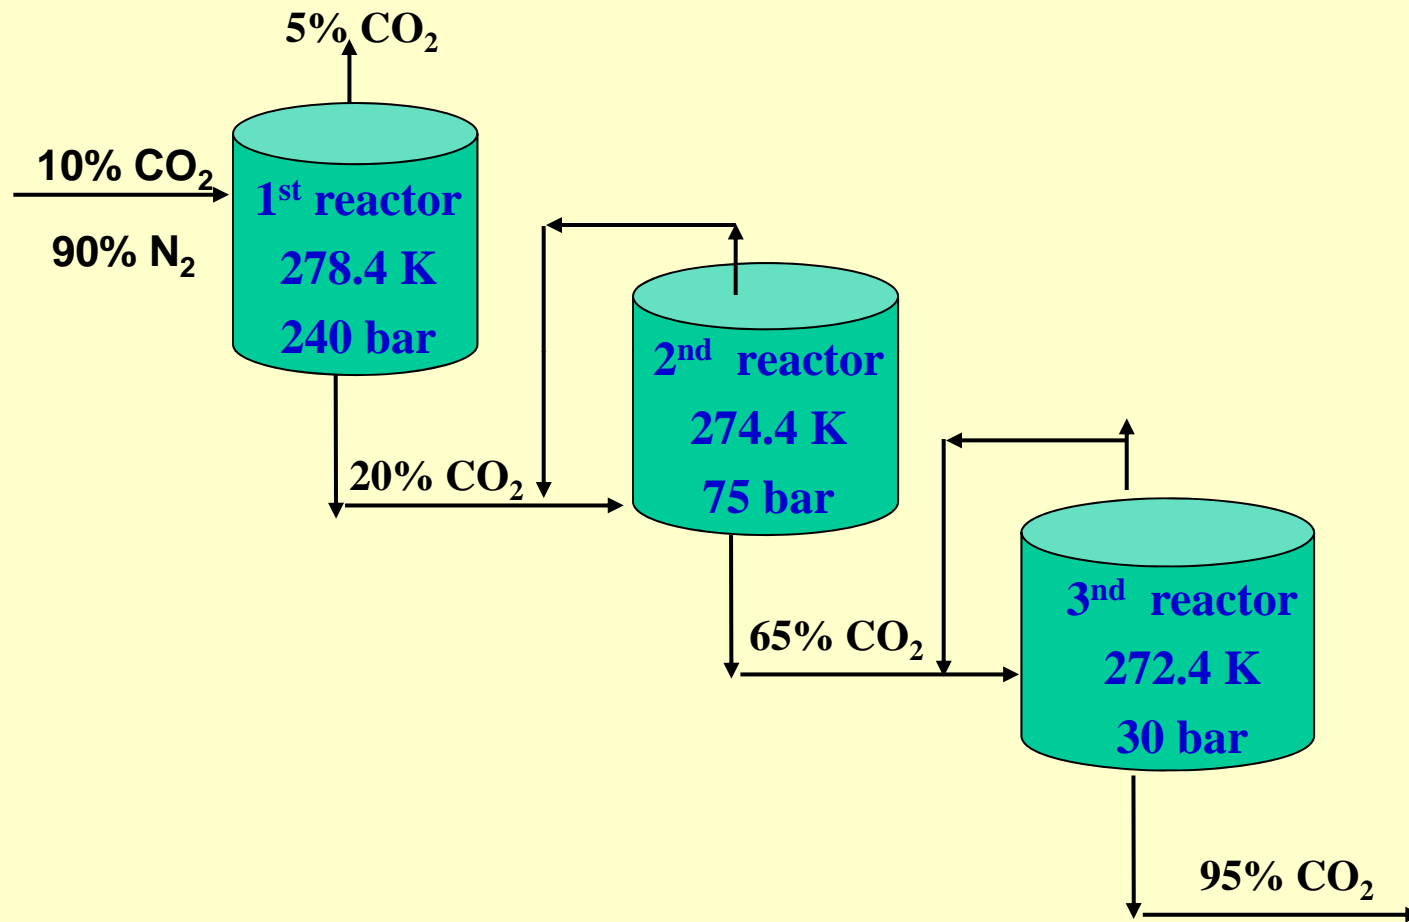 5% CO₂
10% CO₂
90% N₂
1ˢᵗ reactor
278.4 K
240 bar
20% CO₂
2ⁿᵈ reactor
274.4 K
75 bar
65% CO₂
3ⁿᵈ reactor
272.4 K
30 bar
95% CO₂